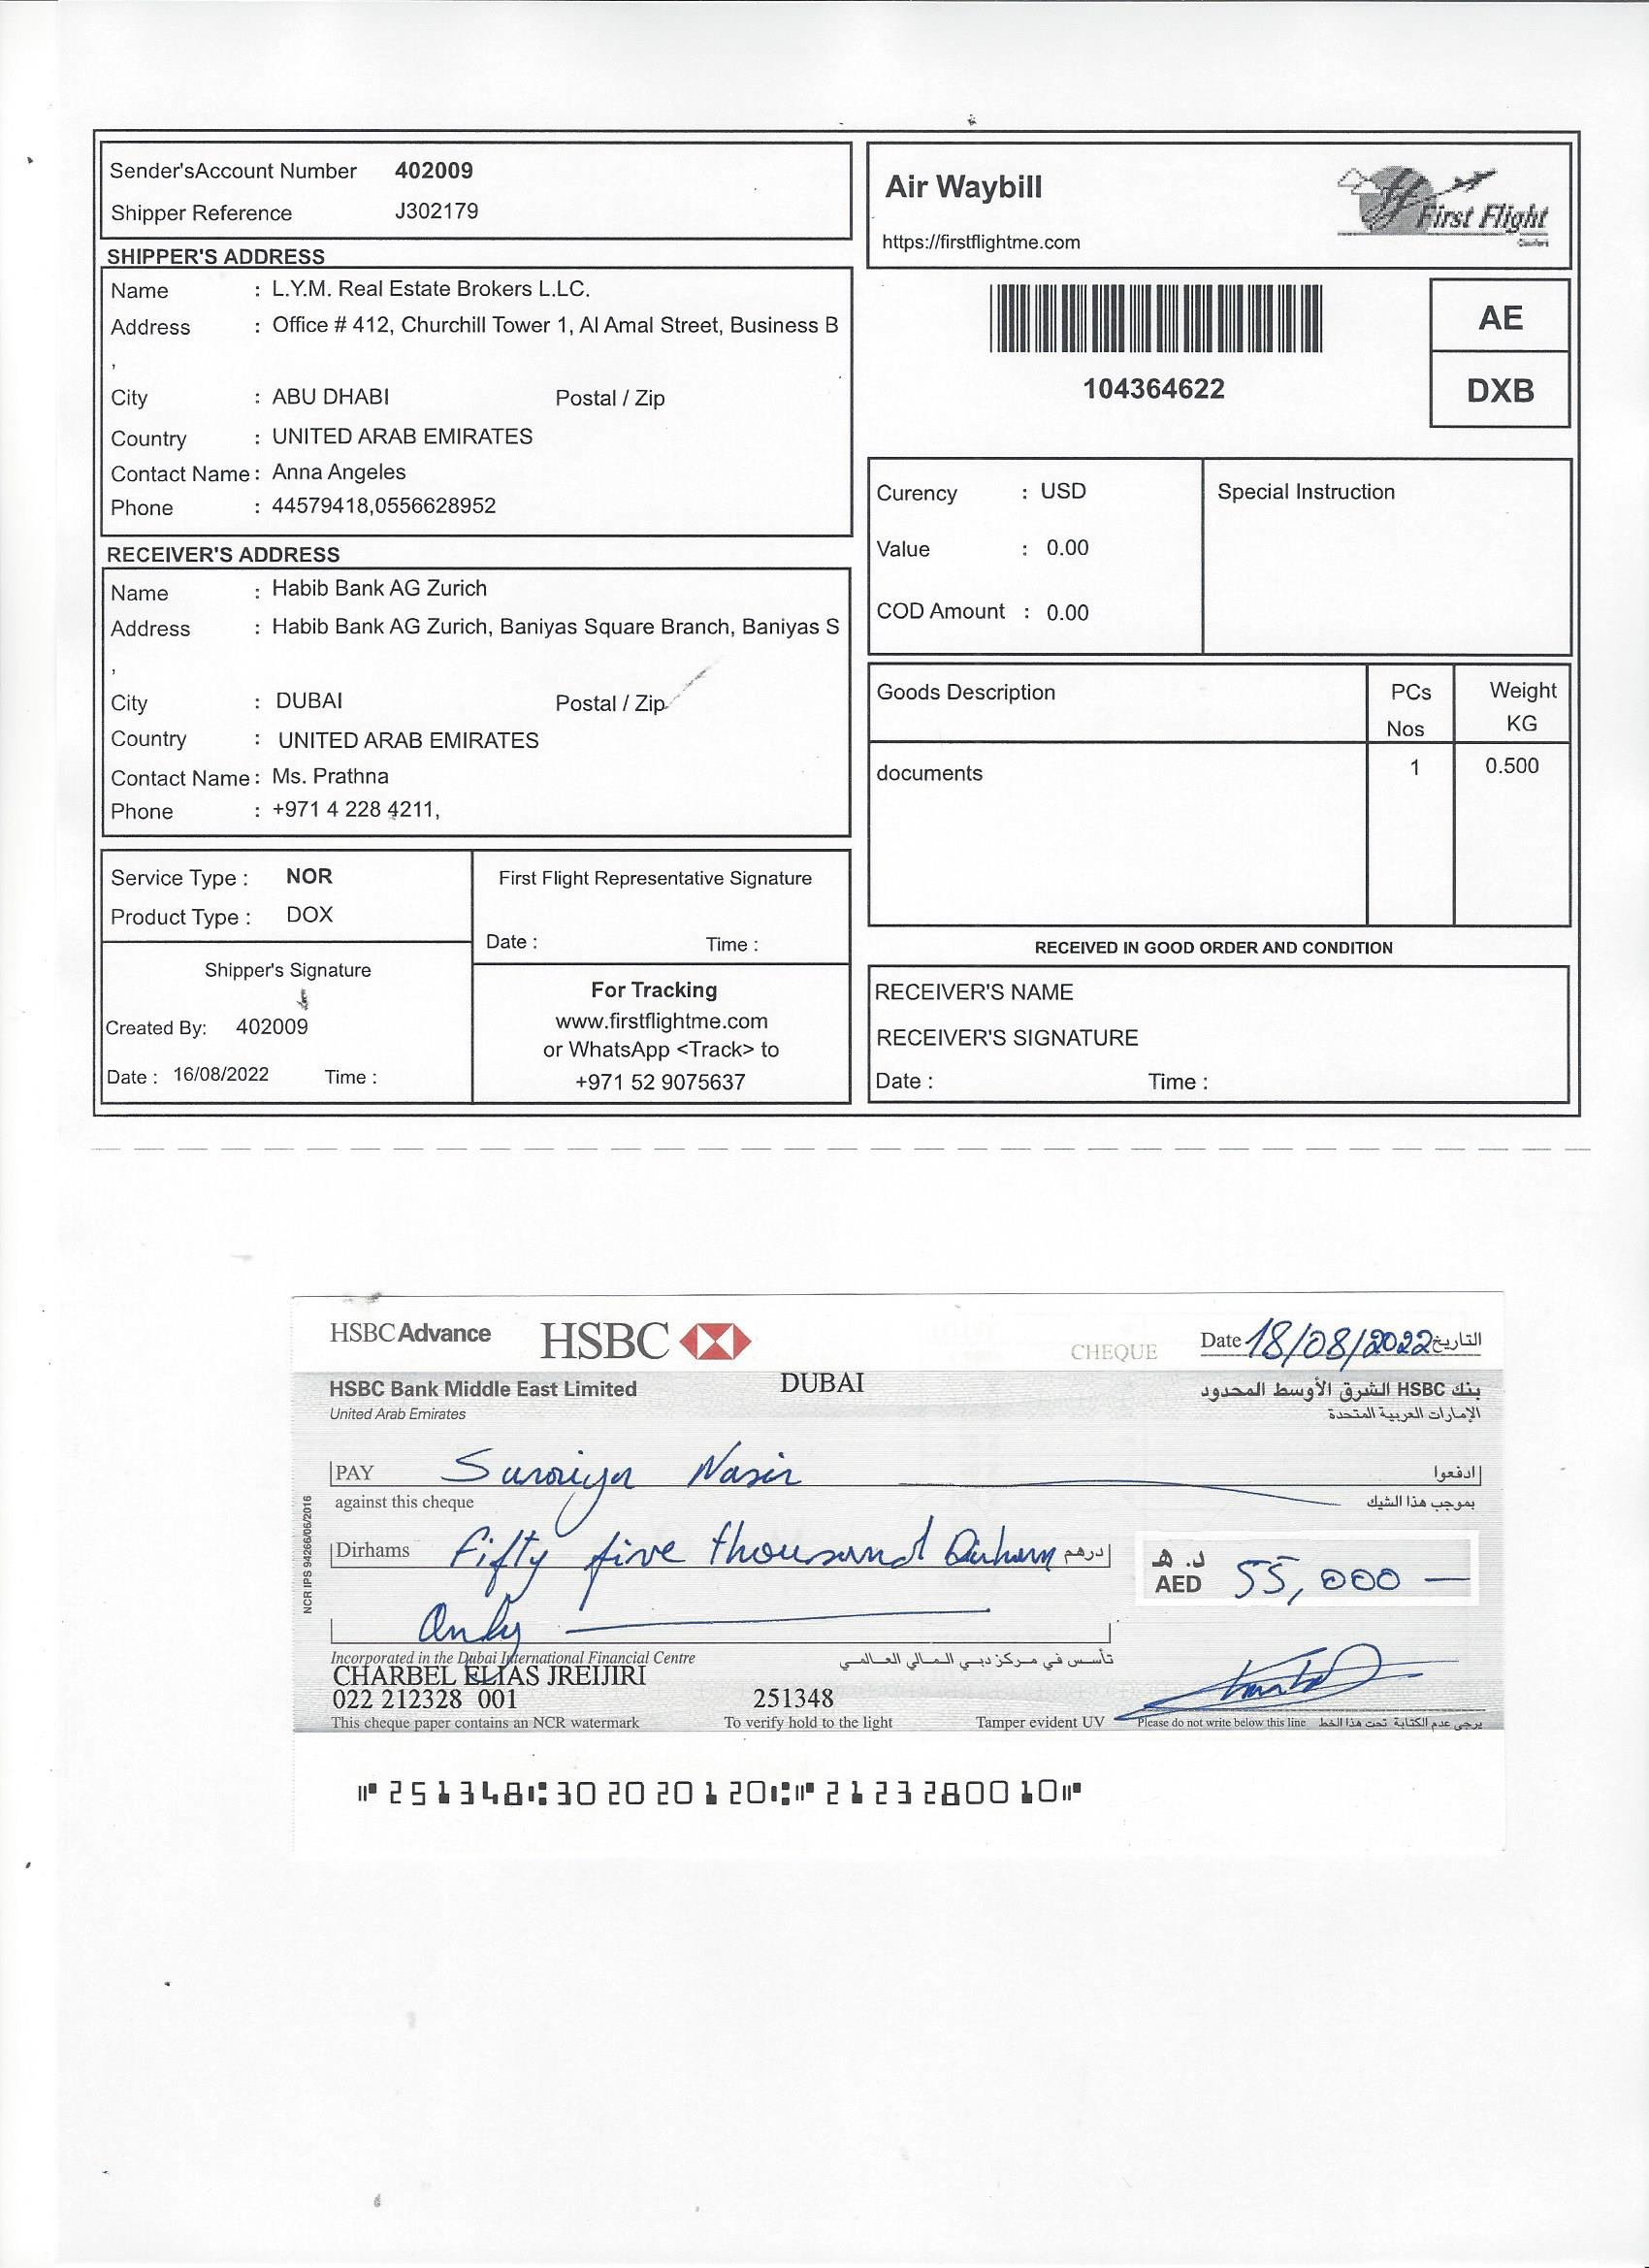 Sender'sAccount Number 402009
Shipper Reference J302179
SHIPPER'S ADDRESS
Name : L.Y.M. Real Estate Brokers L.LC.
Address : Office # 412, Churchill Tower 1, Al Amal Street, Business B
,
City : ABU DHABI Postal / Zip
Country : UNITED ARAB EMIRATES
Contact Name : Anna Angeles
Phone : 44579418,0556628952
RECEIVER'S ADDRESS
Name : Habib Bank AG Zurich
Address : Habib Bank AG Zurich, Baniyas Square Branch, Baniyas S
,
City : DUBAI Postal / Zip
Country : UNITED ARAB EMIRATES
Contact Name : Ms. Prathna
Phone : +971 4 228 4211,
Service Type : NOR
Product Type : DOX
Shipper's Signature
Created By: 402009
Date : 16/08/2022 Time :
First Flight Representative Signature
Date : Time :
For Tracking
www.firstflightme.com
or WhatsApp <Track> to
+971 52 9075637
Air Waybill
https://firstflightme.com
First Flight
Couriers
104364622
AE
DXB
Curency : USD
Value : 0.00
COD Amount : 0.00
Special Instruction
Goods Description PCs Nos Weight KG
documents 1 0.500
RECEIVED IN GOOD ORDER AND CONDITION
RECEIVER'S NAME
RECEIVER'S SIGNATURE
Date : Time :
HSBC Advance HSBC CHEQUE Date 18/08/2022 التاريخ
HSBC Bank Middle East Limited DUBAI بنك HSBC الشرق الأوسط المحدود
United Arab Emirates الإمارات العربية المتحدة
PAY Suraiya Nasir إدفعوا
against this cheque بموجب هذا الشيك
Dirhams Fifty five thousand Dirham درهم د. هـ
AED 55,000
Only
NCR IPS 94266/06/2016
Incorporated in the Dubai International Financial Centre تأسس في مركز دبي المالي العالمي
CHARBEL ELIAS JREIJIRI
022 212328 001 251348
This cheque paper contains an NCR watermark To verify hold to the light Tamper evident UV Please do not write below this line يرجى عدم الكتابة تحت هذا الخط
⑈251348⑆302020120⑆⑈2123280010⑈